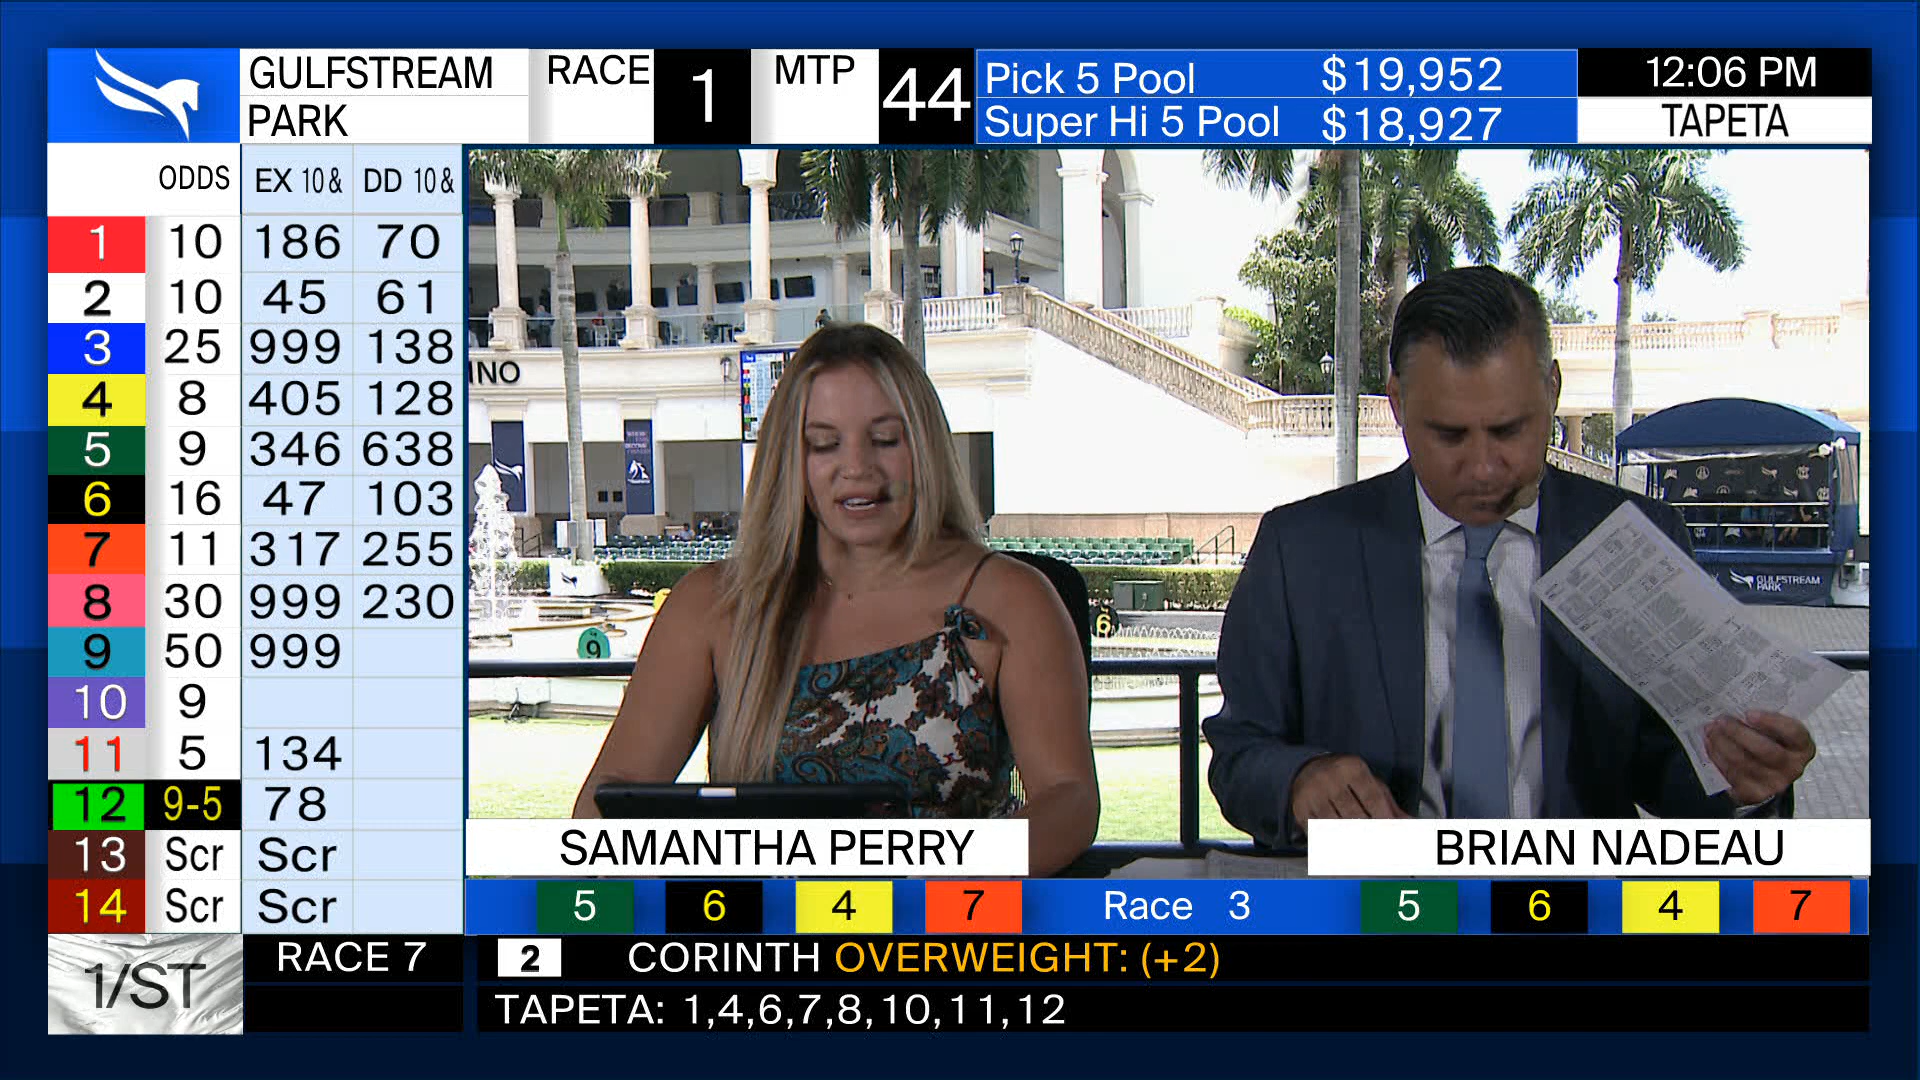 GULFSTREAM PARK
RACE 1
MTP 44
Pick 5 Pool $19,952
Super Hi 5 Pool $18,927
12:06 PM
TAPETA
ODDS EX 10& DD 10&
1 10 186 70
2 10 45 61
3 25 999 138
4 8 405 128
5 9 346 638
6 16 47 103
7 11 317 255
8 30 999 230
9 50 999
10 9
11 5 134
12 9-5 78
13 Scr Scr
14 Scr Scr
INO
9
6
GULFSTREAM PARK
SAMANTHA PERRY
BRIAN NADEAU
5 6 4 7 Race 3 5 6 4 7
1/ST RACE 7
2 CORINTH OVERWEIGHT: (+2)
TAPETA: 1,4,6,7,8,10,11,12